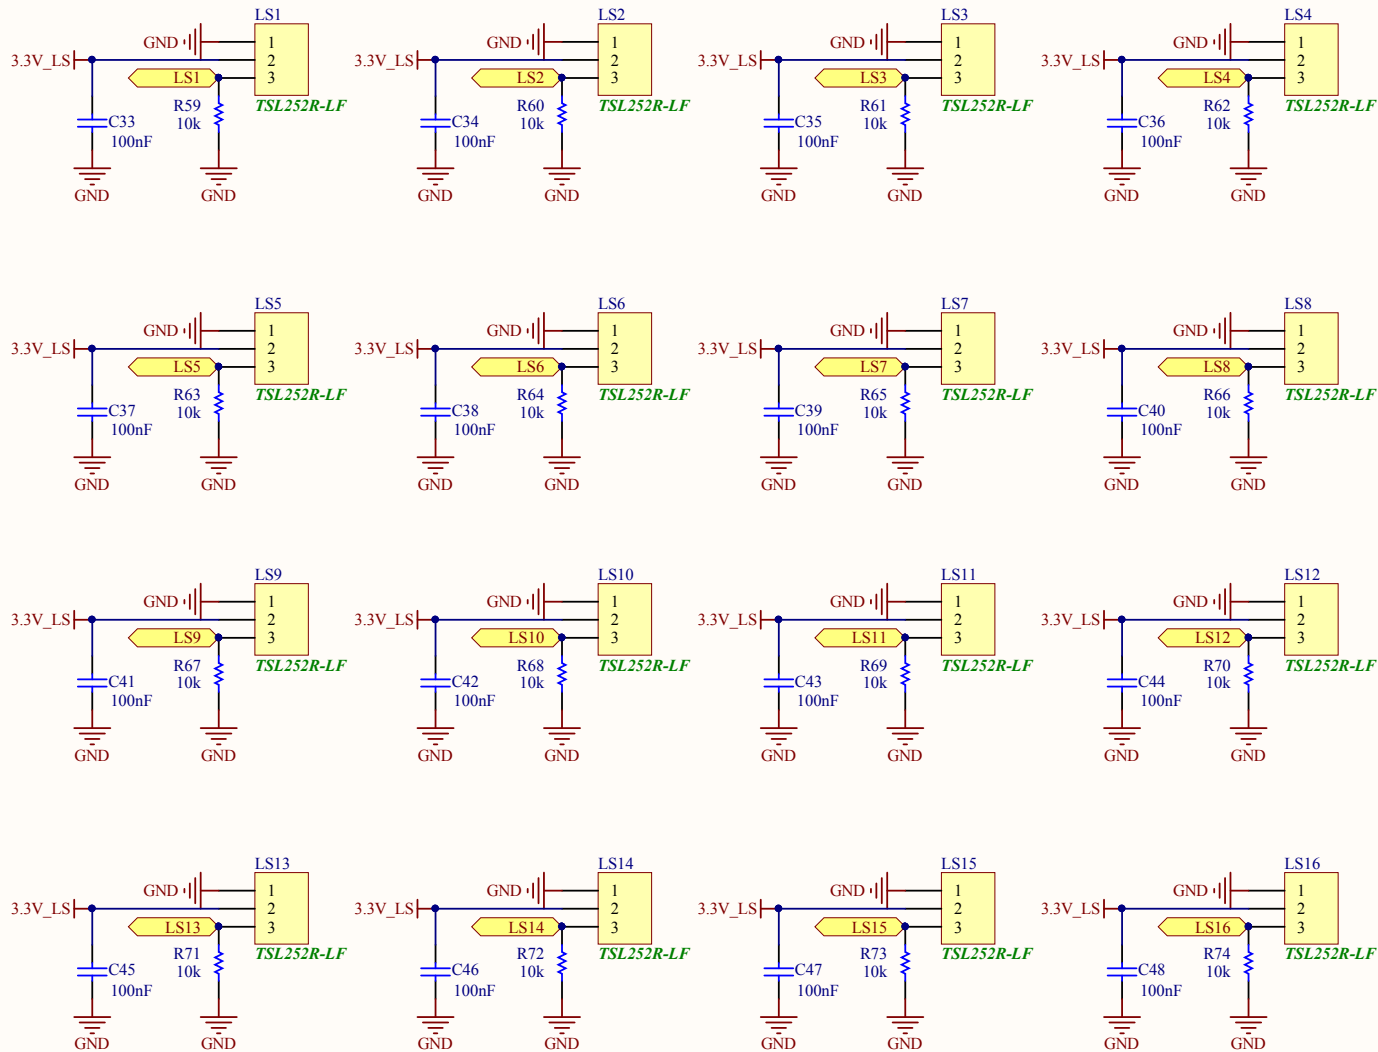 LS1
GND
1
3.3V_LS
2
LS1
3
R59
TSL252R-LF
C33
10k
100nF
GND
GND
LS2
GND
1
3.3V_LS
2
LS2
3
R60
TSL252R-LF
C34
10k
100nF
GND
GND
LS3
GND
1
3.3V_LS
2
LS3
3
R61
TSL252R-LF
C35
10k
100nF
GND
GND
LS4
GND
1
3.3V_LS
2
LS4
3
R62
TSL252R-LF
C36
10k
100nF
GND
GND
LS5
GND
1
3.3V_LS
2
LS5
3
R63
TSL252R-LF
C37
10k
100nF
GND
GND
LS6
GND
1
3.3V_LS
2
LS6
3
R64
TSL252R-LF
C38
10k
100nF
GND
GND
LS7
GND
1
3.3V_LS
2
LS7
3
R65
TSL252R-LF
C39
10k
100nF
GND
GND
LS8
GND
1
3.3V_LS
2
LS8
3
R66
TSL252R-LF
C40
10k
100nF
GND
GND
LS9
GND
1
3.3V_LS
2
LS9
3
R67
TSL252R-LF
C41
10k
100nF
GND
GND
LS10
GND
1
3.3V_LS
2
LS10
3
R68
TSL252R-LF
C42
10k
100nF
GND
GND
LS11
GND
1
3.3V_LS
2
LS11
3
R69
TSL252R-LF
C43
10k
100nF
GND
GND
LS12
GND
1
3.3V_LS
2
LS12
3
R70
TSL252R-LF
C44
10k
100nF
GND
GND
LS13
GND
1
3.3V_LS
2
LS13
3
R71
TSL252R-LF
C45
10k
100nF
GND
GND
LS14
GND
1
3.3V_LS
2
LS14
3
R72
TSL252R-LF
C46
10k
100nF
GND
GND
LS15
GND
1
3.3V_LS
2
LS15
3
R73
TSL252R-LF
C47
10k
100nF
GND
GND
LS16
GND
1
3.3V_LS
2
LS16
3
R74
TSL252R-LF
C48
10k
100nF
GND
GND